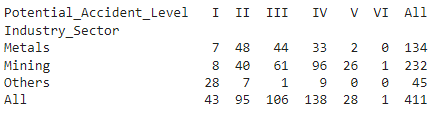 Potential_Accident_Level I II III IV V VI All
Industry_Sector
Metals 7 48 44 33 2 0 134
Mining 8 40 61 96 26 1 232
Others 28 7 1 9 0 0 45
All 43 95 106 138 28 1 411